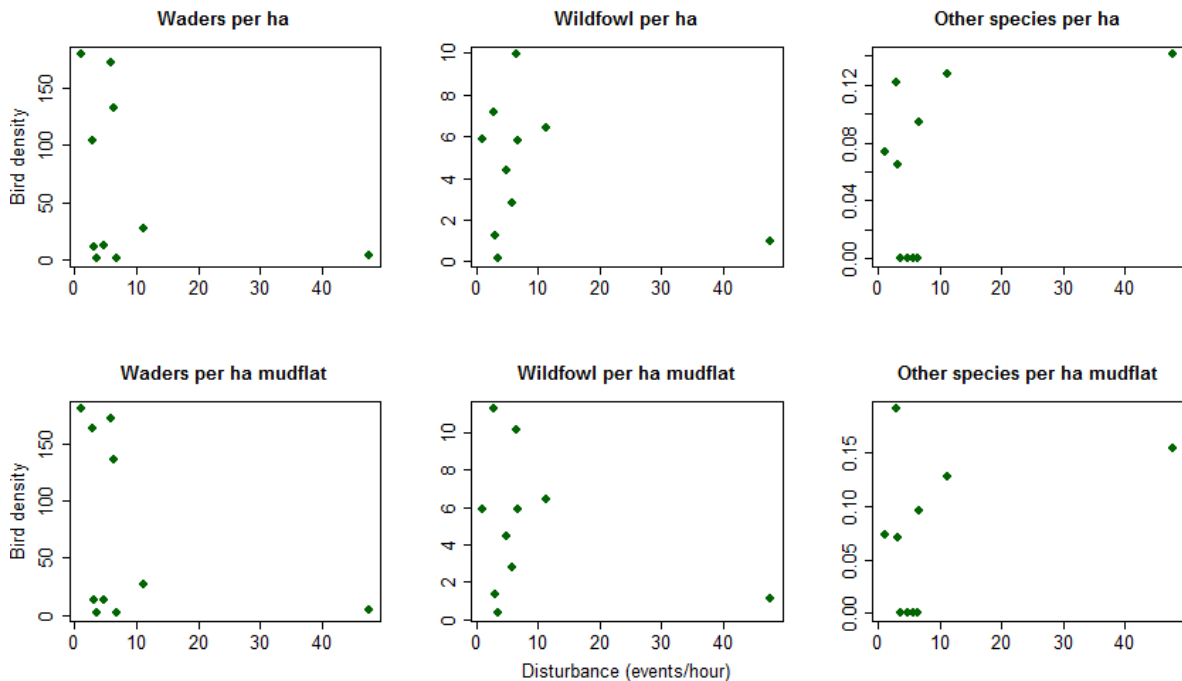 Waders per ha
Wildfowl per ha
Other species per ha
Bird density
0
50
100
150
0 10 20 30 40
0
2
4
6
8
10
0 10 20 30 40
0.00
0.04
0.08
0.12
0 10 20 30 40
Waders per ha mudflat
Wildfowl per ha mudflat
Other species per ha mudflat
Bird density
0
50
100
150
0 10 20 30 40
0
2
4
6
8
10
0 10 20 30 40
0.00
0.05
0.10
0.15
0 10 20 30 40
Disturbance (events/hour)